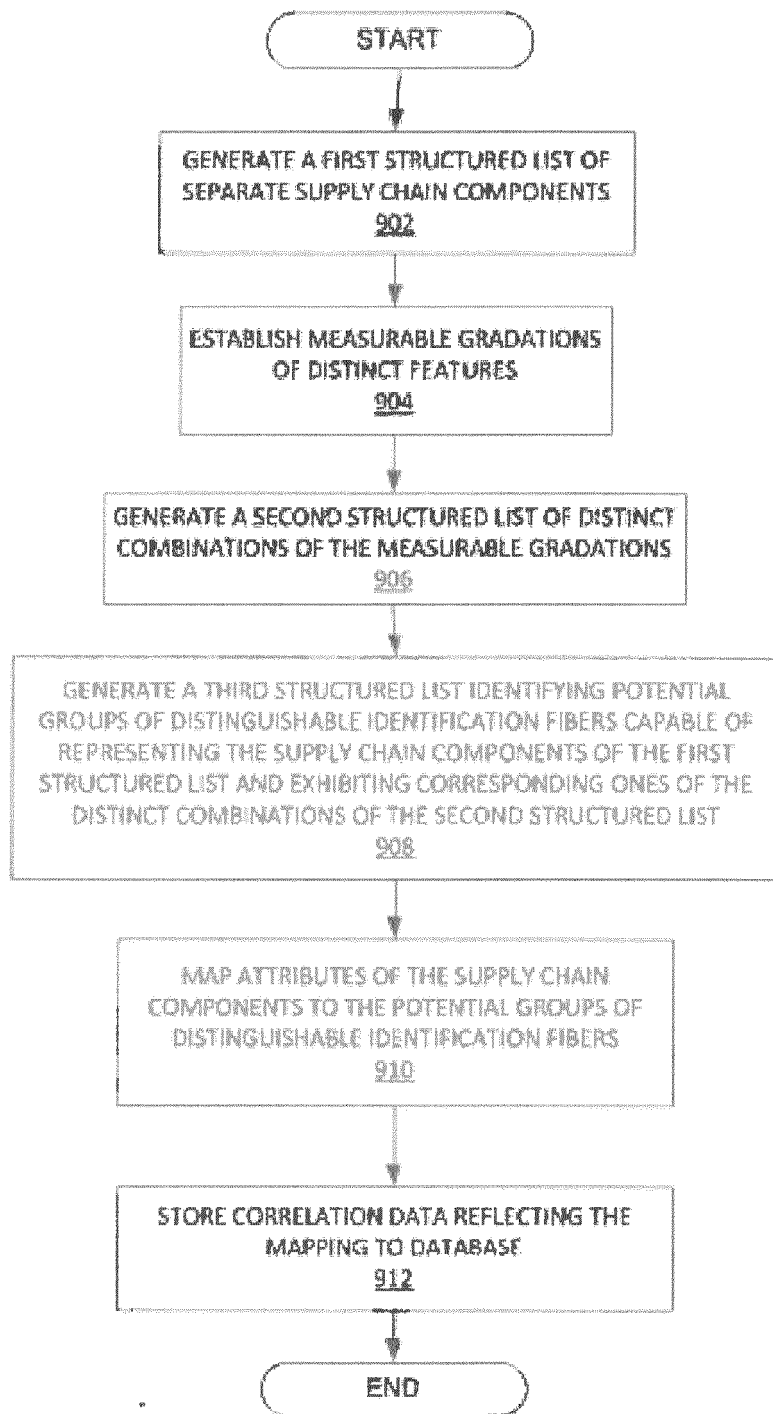 START
GENERATE A FIRST STRUCTURED LIST OF
SEPARATE SUPPLY CHAIN COMPONENTS
902
ESTABLISH MEASURABLE GRADATIONS
OF DISTINCT FEATURES
904
GENERATE A SECOND STRUCTURED LIST OF DISTINCT
COMBINATIONS OF THE MEASURABLE GRADATIONS
906
GENERATE A THIRD STRUCTURED LIST IDENTIFYING POTENTIAL
GROUPS OF DISTINGUISHABLE IDENTIFICATION FIBERS CAPABLE OF
REPRESENTING THE SUPPLY CHAIN COMPONENTS OF THE FIRST
STRUCTURED LIST AND EXHIBITING CORRESPONDING ONES OF THE
DISTINCT COMBINATIONS OF THE SECOND STRUCTURED LIST
908
MAP ATTRIBUTES OF THE SUPPLY CHAIN
COMPONENTS TO THE POTENTIAL GROUPS OF
DISTINGUISHABLE IDENTIFICATION FIBERS
910
STORE CORRELATION DATA REFLECTING THE
MAPPING TO DATABASE
912
END